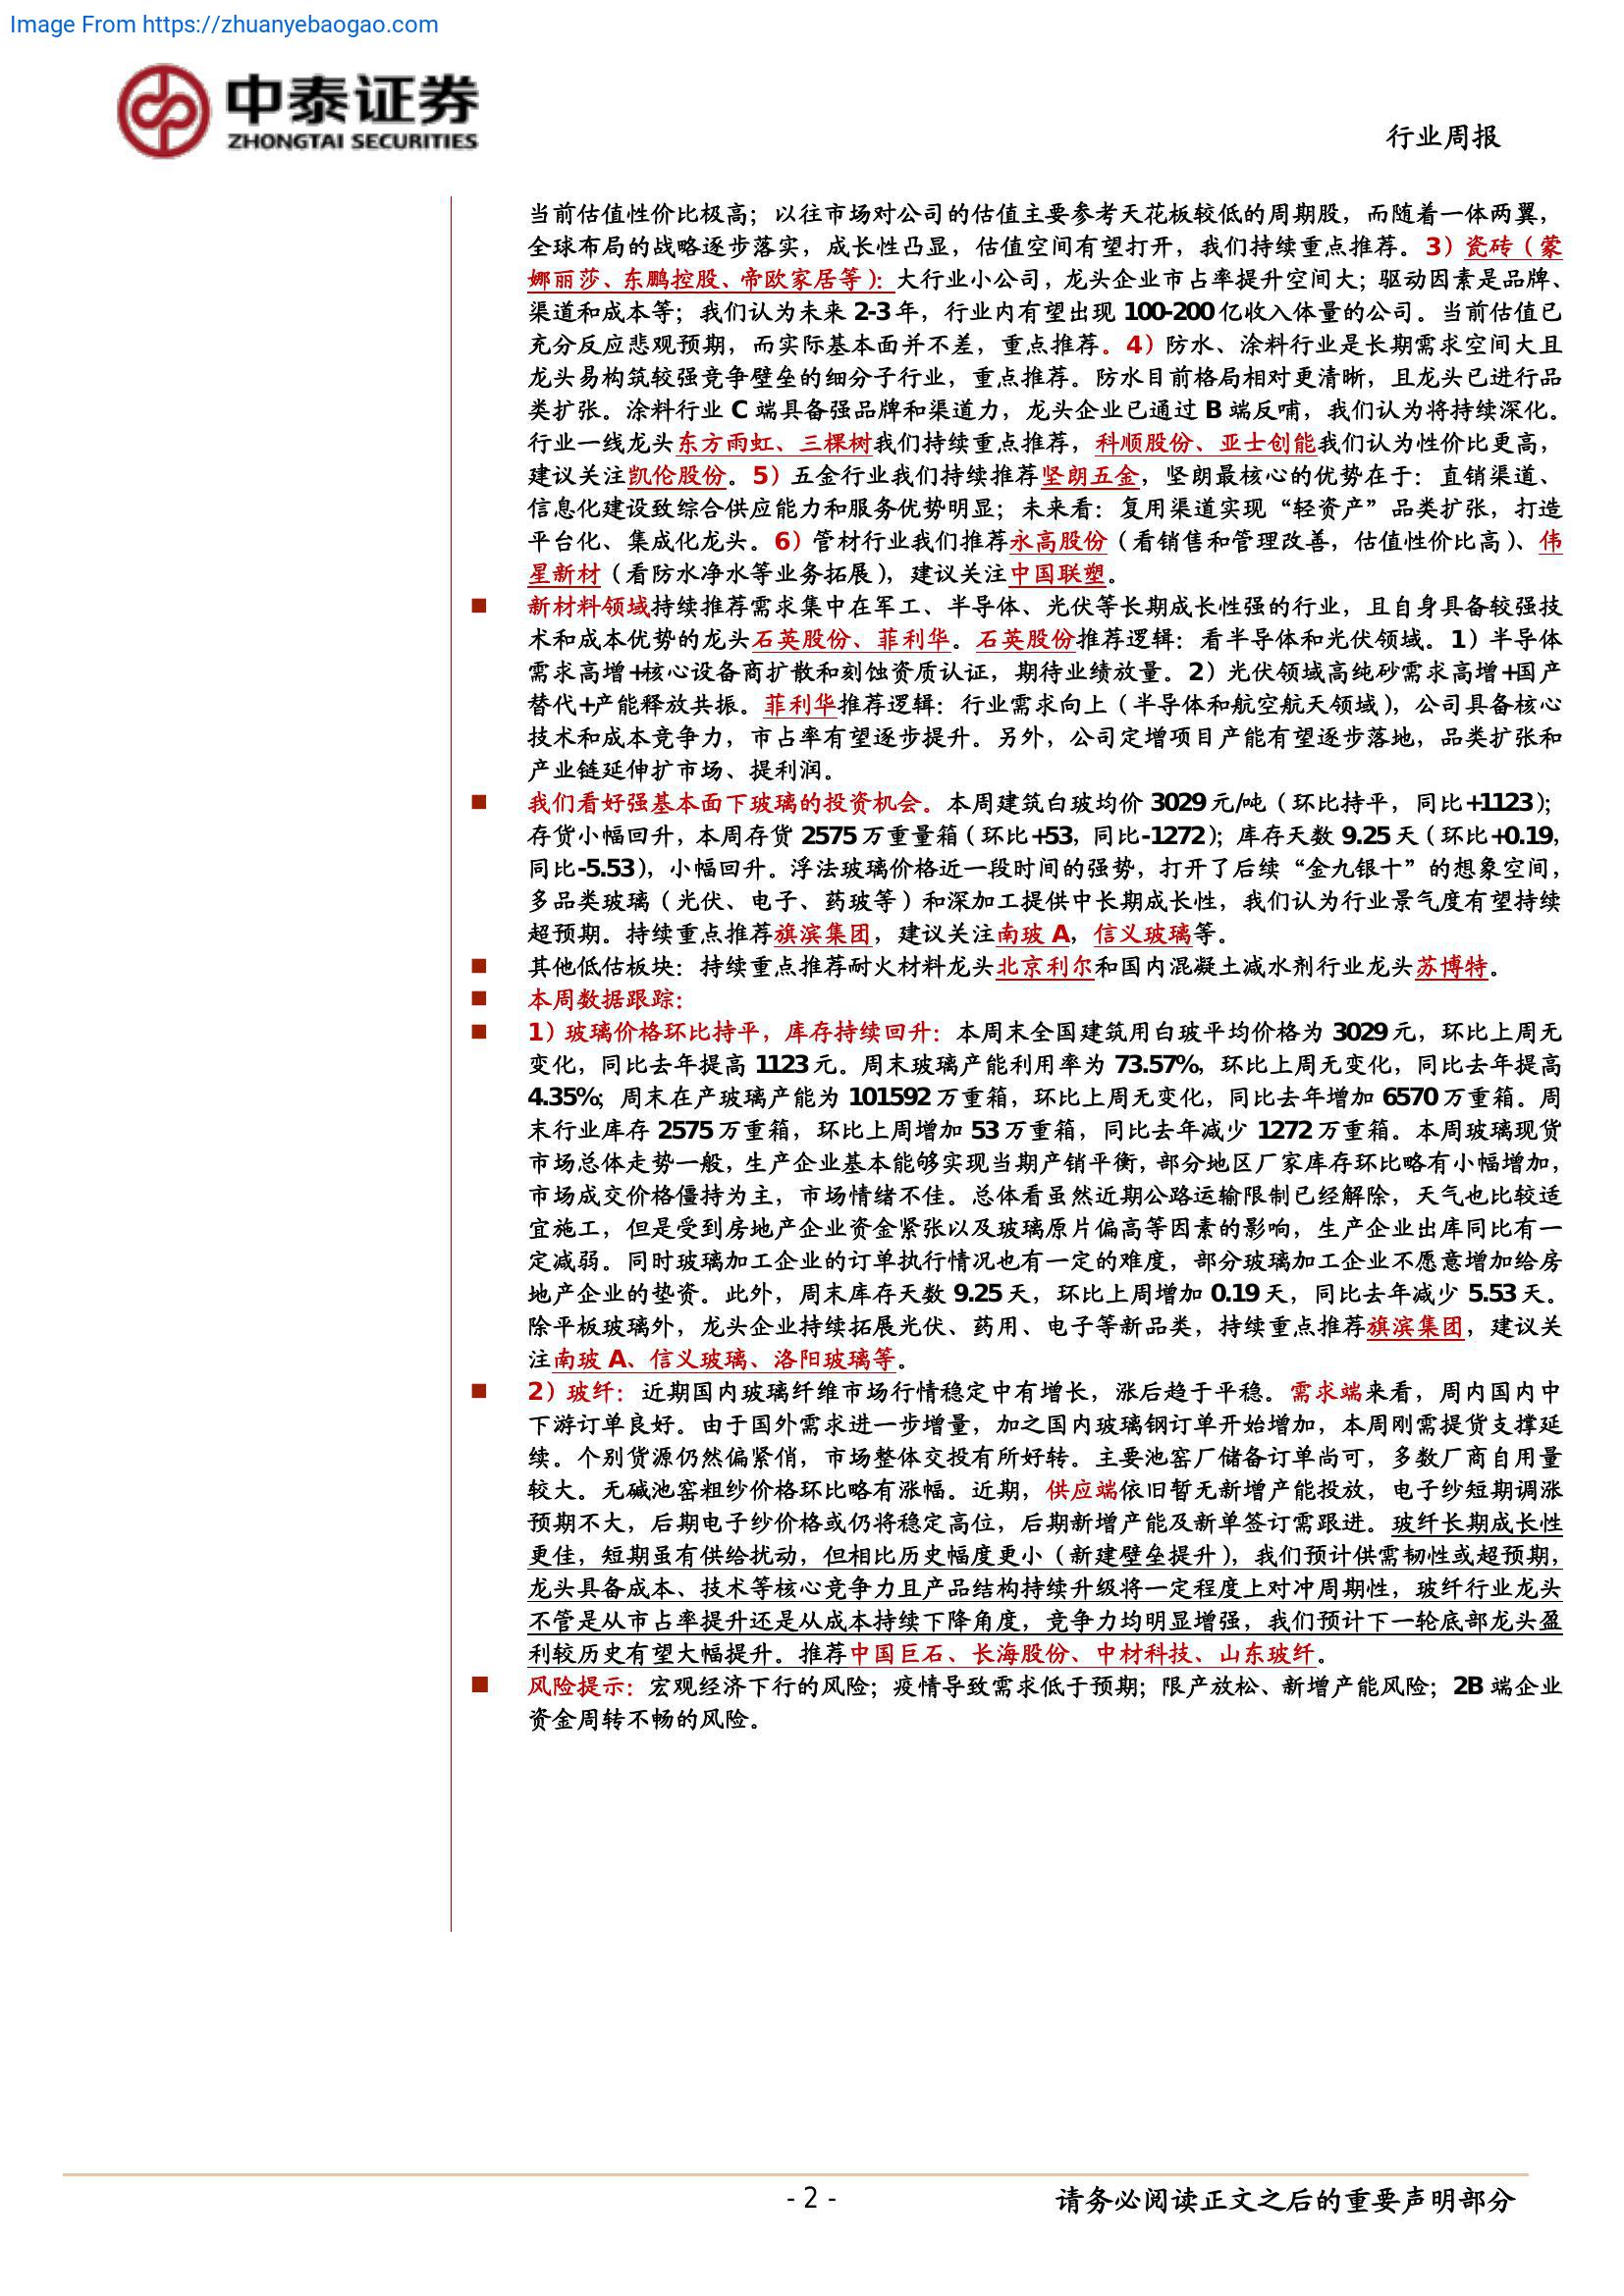 Image From https://zhuanyebaogao.com
中泰证券
ZHONGTAI SECURITIES
行业周报
当前估值性价比极高；以往市场对公司的估值主要参考天花板较低的周期股，而随着一体两翼，
全球布局的战略逐步落实，成长性凸显，估值空间有望打开，我们持续重点推荐。3）瓷砖（蒙
娜丽莎、东鹏控股、帝欧家居等）：大行业小公司，龙头企业市占率提升空间大；驱动因素是品牌、
渠道和成本等；我们认为未来 2-3 年，行业内有望出现 100-200 亿收入体量的公司。当前估值已
充分反应悲观预期，而实际基本面并不差，重点推荐。4）防水、涂料行业是长期需求空间大且
龙头易构筑较强竞争壁垒的细分子行业，重点推荐。防水目前格局相对更清晰，且龙头已进行品
类扩张。涂料行业 C 端具备强品牌和渠道力，龙头企业已通过 B 端反哺，我们认为将持续深化。
行业一线龙头东方雨虹、三棵树我们持续重点推荐，科顺股份、亚士创能我们认为性价比更高，
建议关注凯伦股份。5）五金行业我们持续推荐坚朗五金，坚朗最核心的优势在于：直销渠道、
信息化建设致综合供应能力和服务优势明显；未来看：复用渠道实现“轻资产”品类扩张，打造
平台化、集成化龙头。6）管材行业我们推荐永高股份（看销售和管理改善，估值性价比高）、伟
星新材（看防水净水等业务拓展），建议关注中国联塑。
■ 新材料领域持续推荐需求集中在军工、半导体、光伏等长期成长性强的行业，且自身具备较强技
术和成本优势的龙头石英股份、菲利华。石英股份推荐逻辑：看半导体和光伏领域。1）半导体
需求高增+核心设备商扩散和刻蚀资质认证，期待业绩放量。2）光伏领域高纯砂需求高增+国产
替代+产能释放共振。菲利华推荐逻辑：行业需求向上（半导体和航空航天领域），公司具备核心
技术和成本竞争力，市占率有望逐步提升。另外，公司定增项目产能有望逐步落地，品类扩张和
产业链延伸扩市场、提利润。
■ 我们看好强基本面下玻璃的投资机会。本周建筑白玻均价 3029 元/吨（环比持平，同比+1123）；
存货小幅回升，本周存货 2575 万重量箱（环比+53，同比-1272）；库存天数 9.25 天（环比+0.19，
同比-5.53），小幅回升。浮法玻璃价格近一段时间的强势，打开了后续“金九银十”的想象空间，
多品类玻璃（光伏、电子、药玻等）和深加工提供中长期成长性，我们认为行业景气度有望持续
超预期。持续重点推荐旗滨集团，建议关注南玻 A，信义玻璃等。
■ 其他低估板块：持续重点推荐耐火材料龙头北京利尔和国内混凝土减水剂行业龙头苏博特。
■ 本周数据跟踪：
■ 1）玻璃价格环比持平，库存持续回升：本周末全国建筑用白玻平均价格为 3029 元，环比上周无
变化，同比去年提高 1123 元。周末玻璃产能利用率为 73.57%，环比上周无变化，同比去年提高
4.35%；周末在产玻璃产能为 101592 万重箱，环比上周无变化，同比去年增加 6570 万重箱。周
末行业库存 2575 万重箱，环比上周增加 53 万重箱，同比去年减少 1272 万重箱。本周玻璃现货
市场总体走势一般，生产企业基本能够实现当期产销平衡，部分地区厂家库存环比略有小幅增加，
市场成交价格僵持为主，市场情绪不佳。总体看虽然近期公路运输限制已经解除，天气也比较适
宜施工，但是受到房地产企业资金紧张以及玻璃原片偏高等因素的影响，生产企业出库同比有一
定减弱。同时玻璃加工企业的订单执行情况也有一定的难度，部分玻璃加工企业不愿意增加给房
地产企业的垫资。此外，周末库存天数 9.25 天，环比上周增加 0.19 天，同比去年减少 5.53 天。
除平板玻璃外，龙头企业持续拓展光伏、药用、电子等新品类，持续重点推荐旗滨集团，建议关
注南玻 A、信义玻璃、洛阳玻璃等。
■ 2）玻纤：近期国内玻璃纤维市场行情稳定中有增长，涨后趋于平稳。需求端来看，周内国内中
下游订单良好。由于国外需求进一步增量，加之国内玻璃钢订单开始增加，本周刚需提货支撑延
续。个别货源仍然偏紧俏，市场整体交投有所好转。主要池窑厂储备订单尚可，多数厂商自用量
较大。无碱池窑粗纱价格环比略有涨幅。近期，供应端依旧暂无新增产能投放，电子纱短期调涨
预期不大，后期电子纱价格或仍将稳定高位，后期新增产能及新单签订需跟进。玻纤长期成长性
更佳，短期虽有供给扰动，但相比历史幅度更小（新建壁垒提升），我们预计供需韧性或超预期，
龙头具备成本、技术等核心竞争力且产品结构持续升级将一定程度上对冲周期性，玻纤行业龙头
不管是从市占率提升还是从成本持续下降角度，竞争力均明显增强，我们预计下一轮底部龙头盈
利较历史有望大幅提升。推荐中国巨石、长海股份、中材科技、山东玻纤。
■ 风险提示：宏观经济下行的风险；疫情导致需求低于预期；限产放松、新增产能风险；2B 端企业
资金周转不畅的风险。
- 2 -
请务必阅读正文之后的重要声明部分